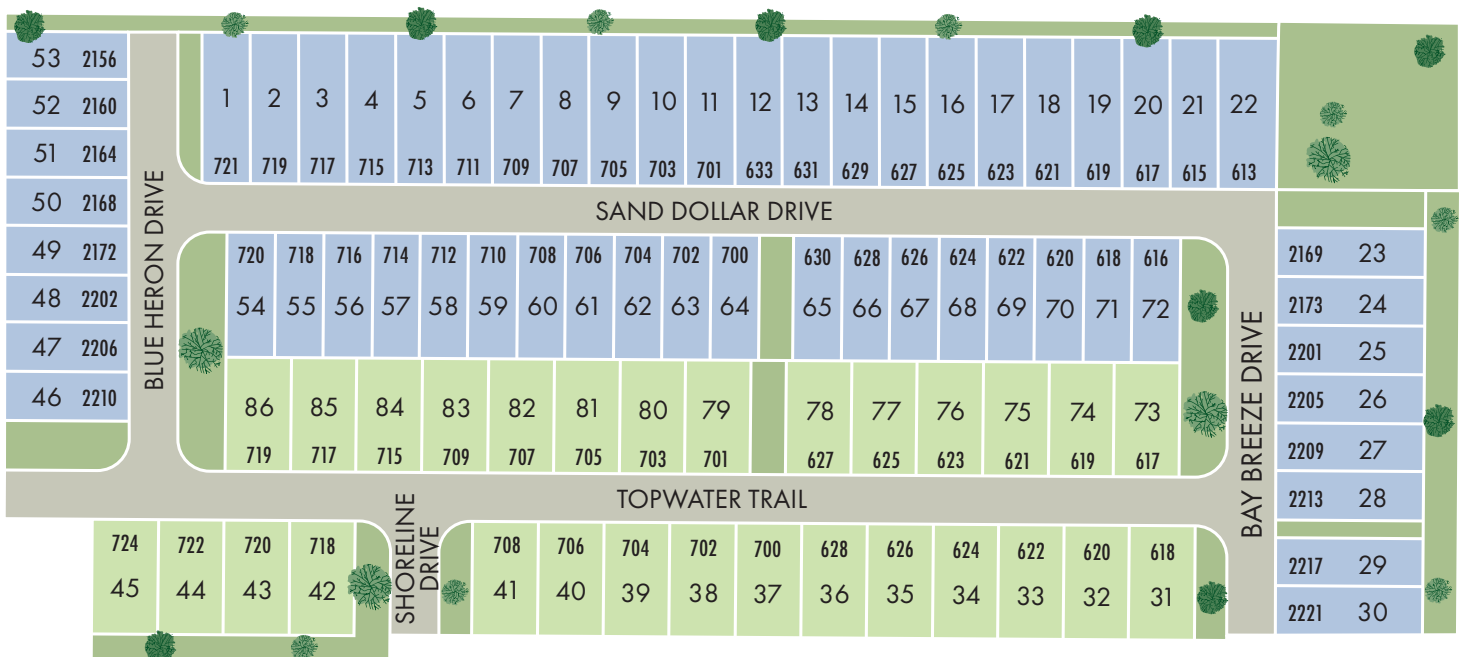 53 2156
52 2160
51 2164
50 2168
49 2172
48 2202
47 2206
46 2210
BLUE HERON DRIVE
1 2 3 4 5 6 7 8 9 10 11 12 13 14 15 16 17 18 19 20 21 22
721 719 717 715 713 711 709 707 705 703 701 633 631 629 627 625 623 621 619 617 615 613
SAND DOLLAR DRIVE
720 718 716 714 712 710 708 706 704 702 700 630 628 626 624 622 620 618 616
54 55 56 57 58 59 60 61 62 63 64 65 66 67 68 69 70 71 72
86 85 84 83 82 81 80 79 78 77 76 75 74 73
719 717 715 709 707 705 703 701 627 625 623 621 619 617
BAY BREEZE DRIVE
2169 23
2173 24
2201 25
2205 26
2209 27
2213 28
2217 29
2221 30
TOPWATER TRAIL
SHORELINE
DRIVE
724 722 720 718 708 706 704 702 700 628 626 624 622 620 618
45 44 43 42 41 40 39 38 37 36 35 34 33 32 31